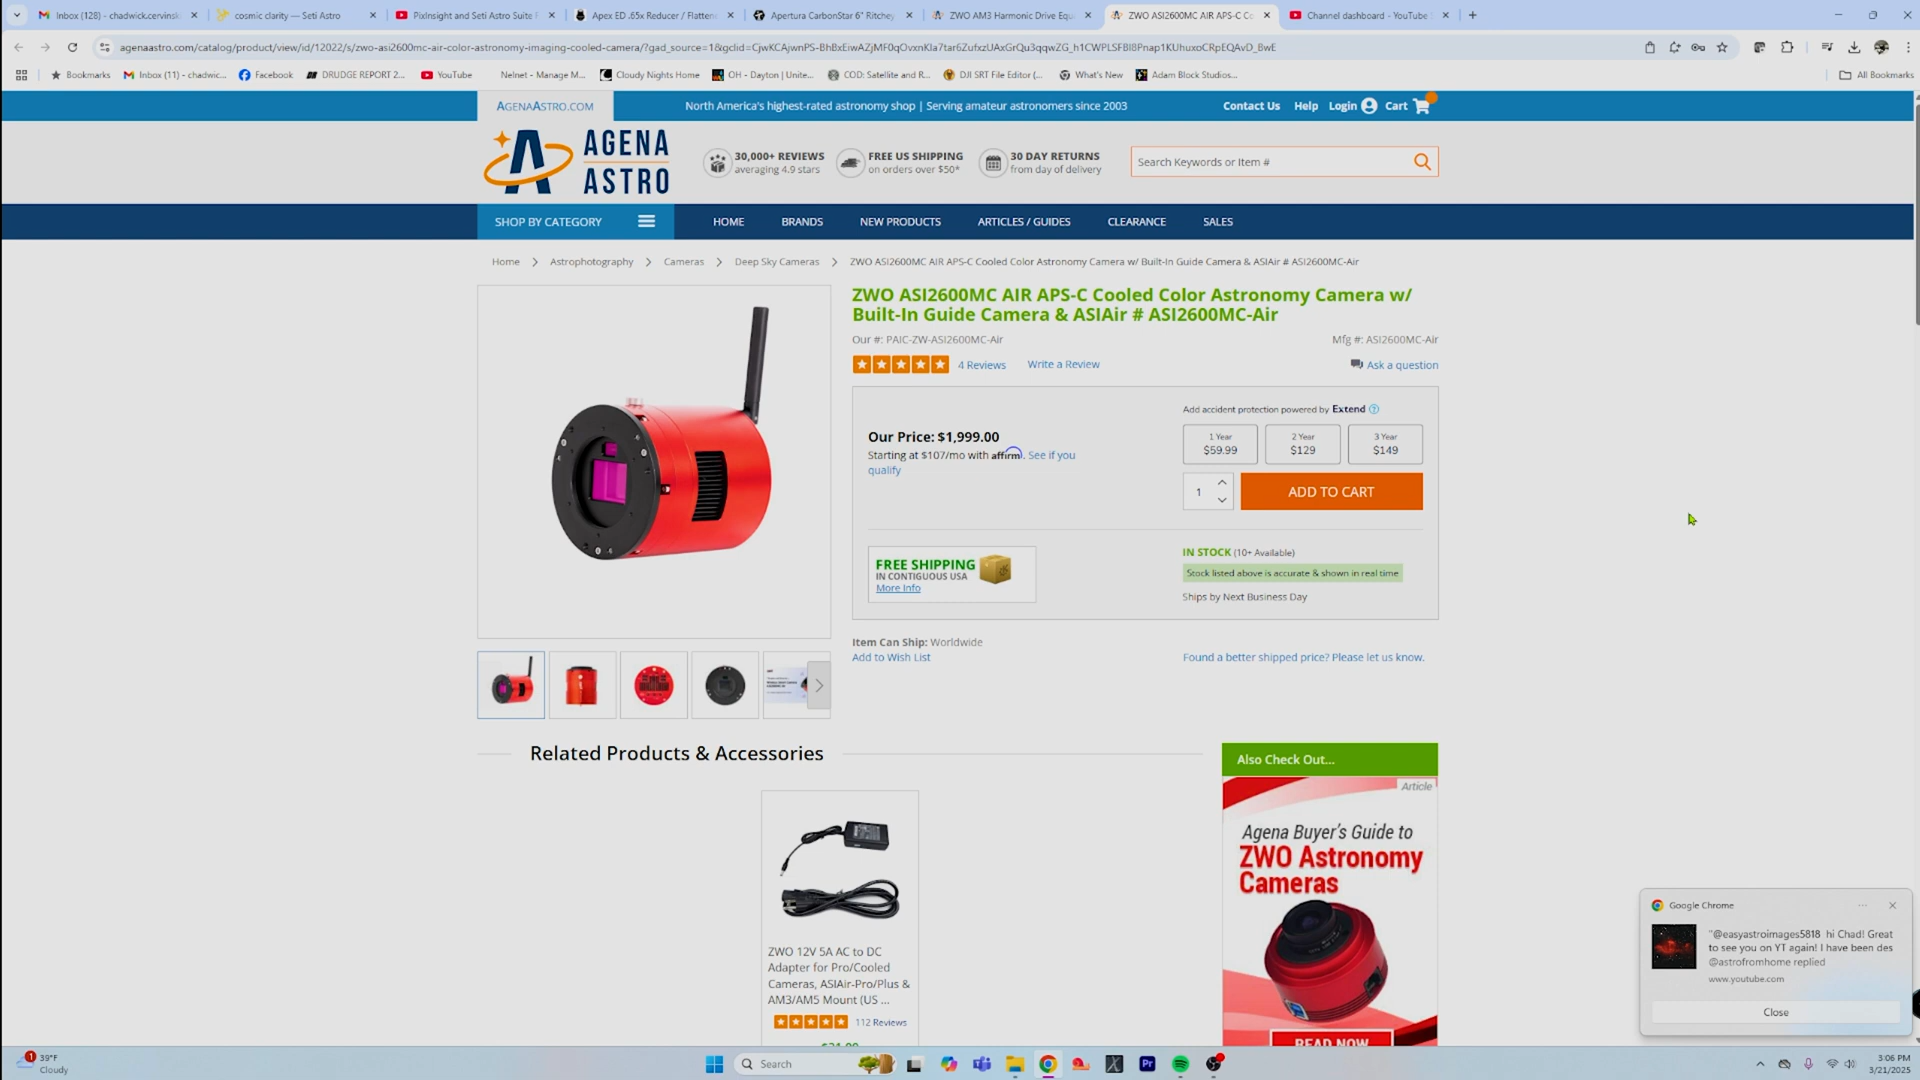 Inbox (128) - chadwick.cervinsk
cosmic clarity — Seti Astro
PixInsight and Seti Astro Suite F
Apex ED .65x Reducer / Flattene
Apertura CarbonStar 6" Ritchey
ZWO AM3 Harmonic Drive Equ
ZWO ASI2600MC AIR APS-C Co
Channel dashboard - YouTube
agenaastro.com/catalog/product/view/id/12022/s/zwo-asi2600mc-air-color-astronomy-imaging-cooled-camera/?gad_source=1&gclid=CjwKCAjwnPS-BhBxEiwAZjMF0qOvxnKla7tar6ZufxzUAxGrQu3qqwZG_h1CWPLSFBI8Pnap1KUhuxoCRpEQAvD_BwE
Bookmarks
Inbox (11) - chadwic...
Facebook
DRUDGE REPORT 2...
YouTube
Nelnet - Manage M...
Cloudy Nights Home
OH - Dayton | Unite...
COD: Satellite and R...
DJI SRT File Editor (...
What's New
Adam Block Studios...
All Bookmarks
AGENAASTRO.COM
North America's highest-rated astronomy shop | Serving amateur astronomers since 2003
Contact Us
Help
Login
Cart
AGENA
ASTRO
30,000+ REVIEWS
averaging 4.9 stars
FREE US SHIPPING
on orders over $50*
30 DAY RETURNS
from day of delivery
Search Keywords or Item #
SHOP BY CATEGORY
HOME
BRANDS
NEW PRODUCTS
ARTICLES / GUIDES
CLEARANCE
SALES
Home
Astrophotography
Cameras
Deep Sky Cameras
ZWO ASI2600MC AIR APS-C Cooled Color Astronomy Camera w/ Built-In Guide Camera & ASIAir # ASI2600MC-Air
ZWO ASI2600MC AIR APS-C Cooled Color Astronomy Camera w/
Built-In Guide Camera & ASIAir # ASI2600MC-Air
Our #: PAIC-ZW-ASI2600MC-Air
Mfg #: ASI2600MC-Air
4 Reviews
Write a Review
Ask a question
Add accident protection powered by Extend
Our Price: $1,999.00
Starting at $107/mo with affirm. See if you
qualify
1 Year
$59.99
2 Year
$129
3 Year
$149
1
ADD TO CART
FREE SHIPPING
IN CONTIGUOUS USA
More Info
IN STOCK (10+ Available)
Stock listed above is accurate & shown in real time
Ships by Next Business Day
Item Can Ship: Worldwide
Add to Wish List
Found a better shipped price? Please let us know.
Related Products & Accessories
Also Check Out...
Article
Agena Buyer's Guide to
ZWO Astronomy
Cameras
READ NOW
ZWO 12V 5A AC to DC
Adapter for Pro/Cooled
Cameras, ASIAir-Pro/Plus &
AM3/AM5 Mount (US ...
112 Reviews
Google Chrome
"@easyastroimages5818 hi Chad! Great
to see you on YT again! I have been des
@astrofromhome replied
www.youtube.com
Close
1
39°F
Cloudy
Search
3:06 PM
3/21/2025